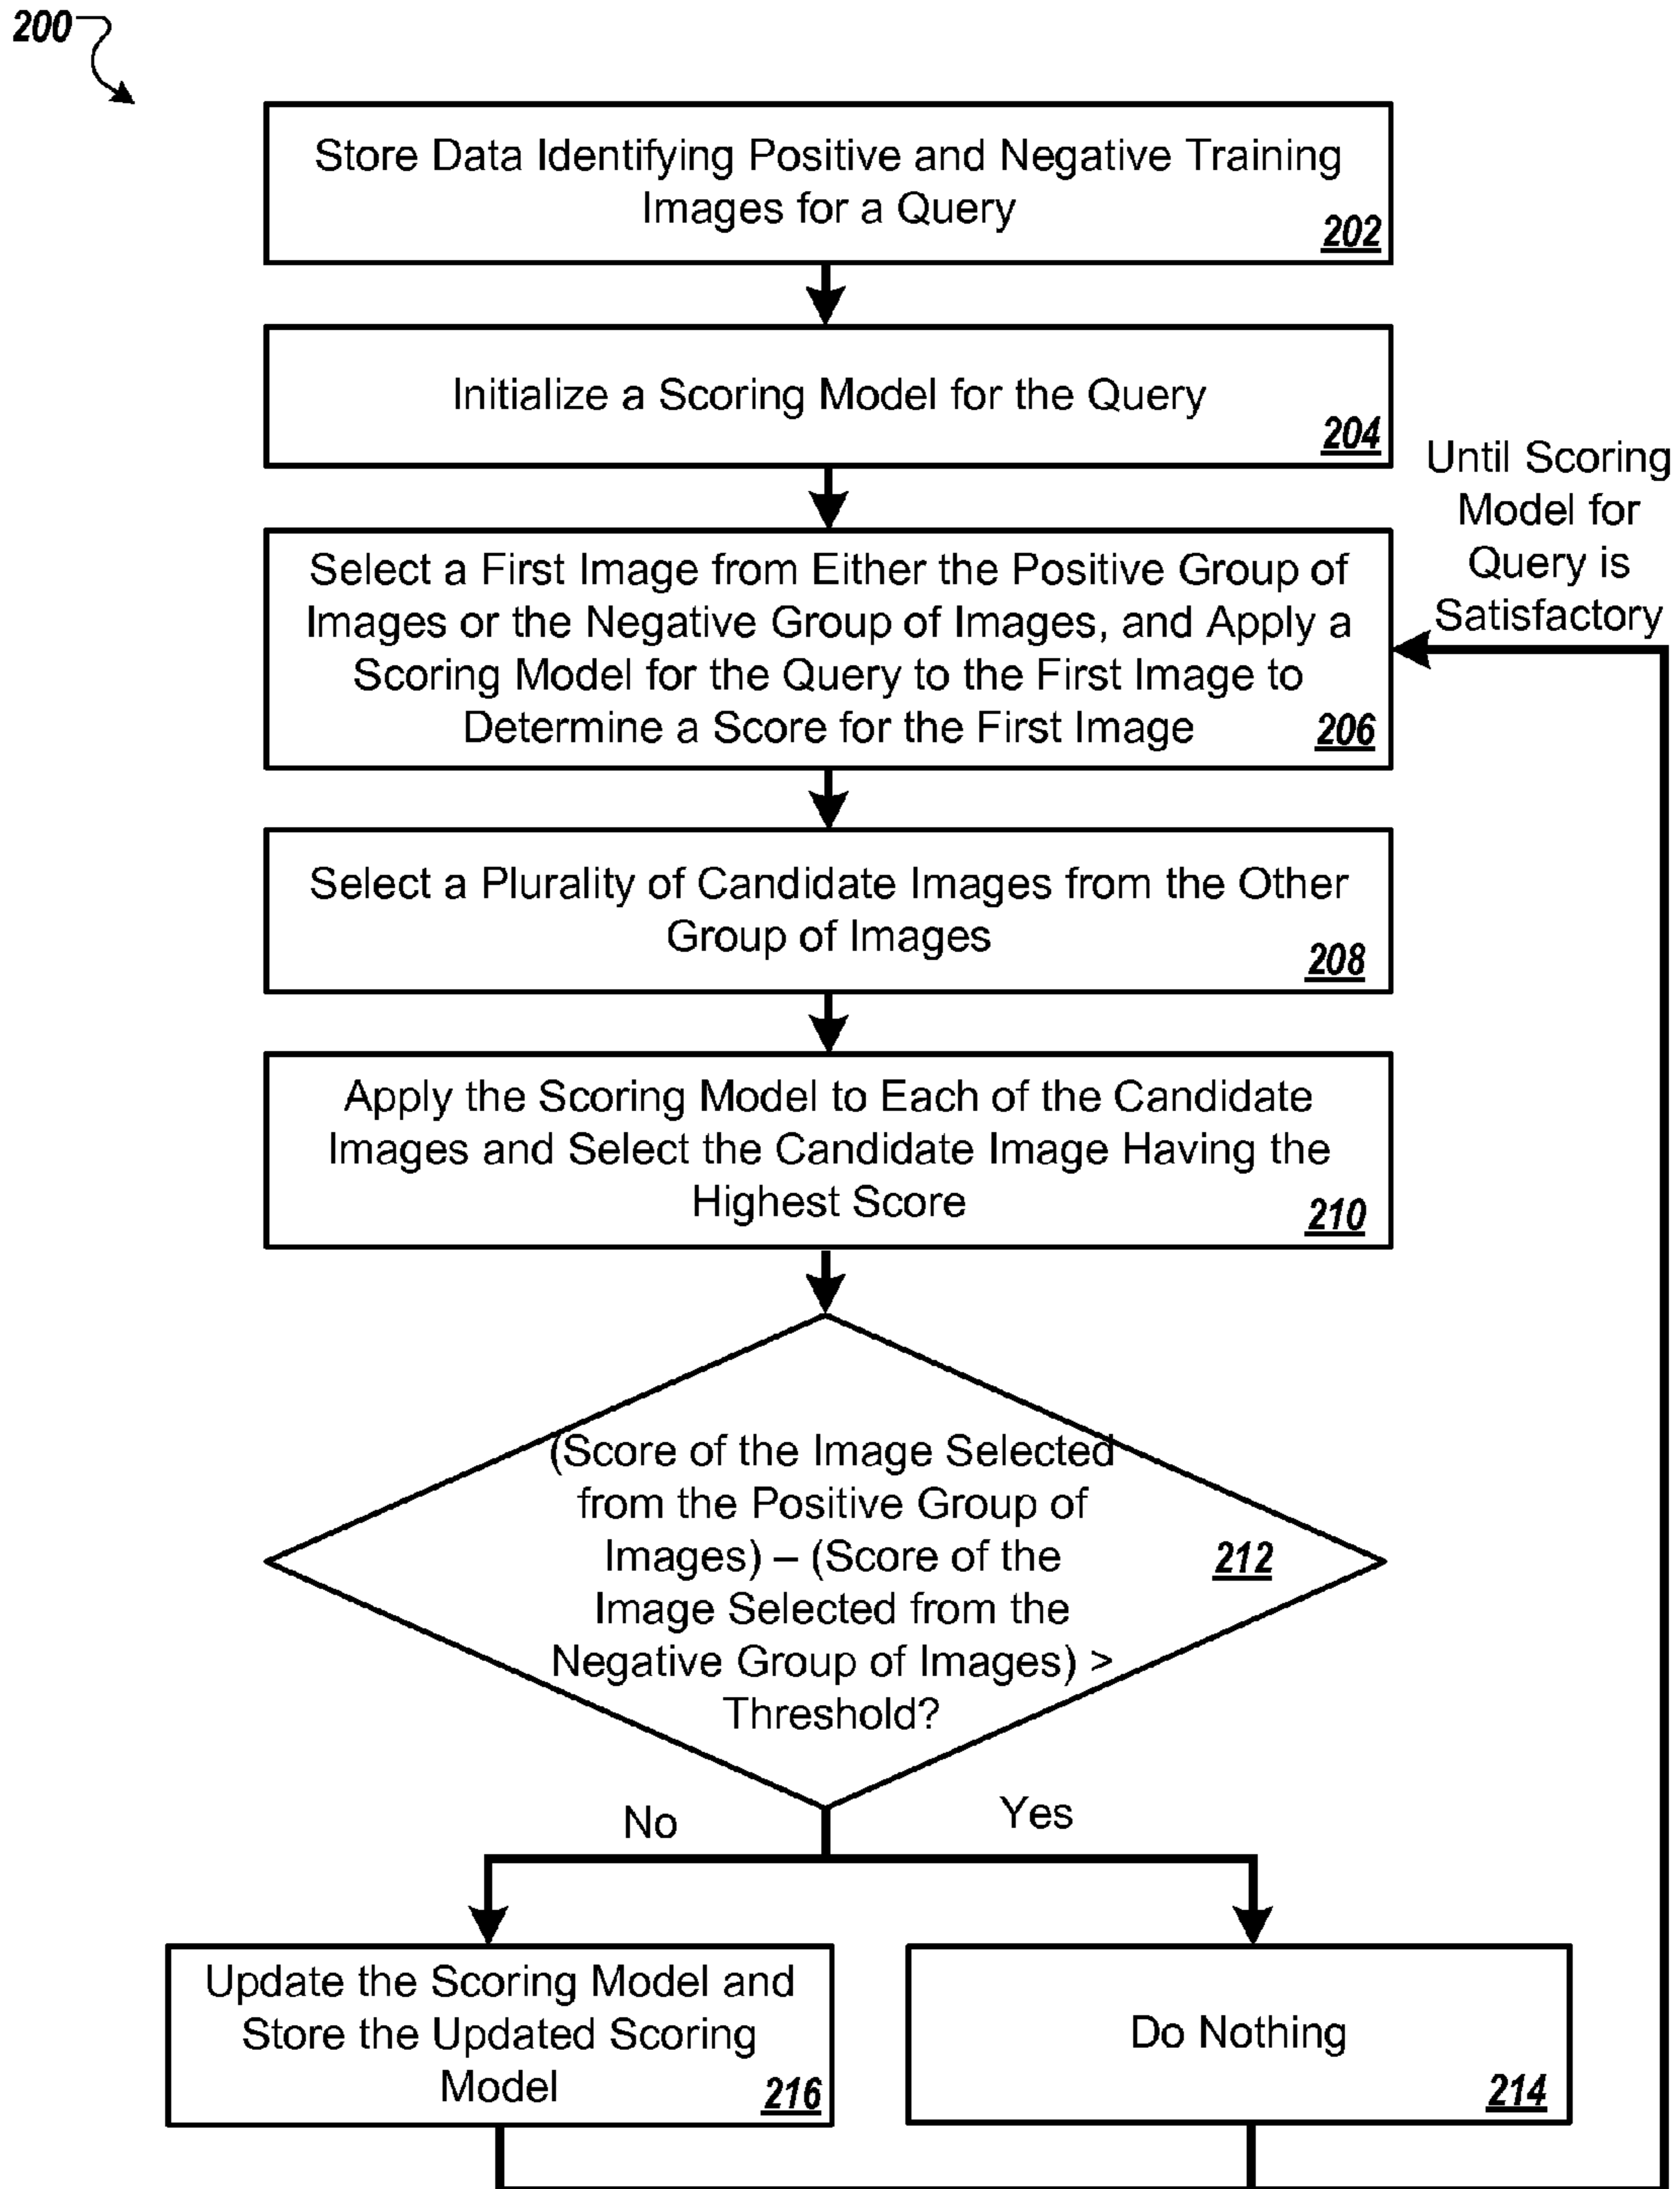 200
Store Data Identifying Positive and Negative Training
Images for a Query
202
Initialize a Scoring Model for the Query
204
Until Scoring
Model for
Query is
Satisfactory
Select a First Image from Either the Positive Group of
Images or the Negative Group of Images, and Apply a
Scoring Model for the Query to the First Image to
Determine a Score for the First Image
206
Select a Plurality of Candidate Images from the Other
Group of Images
208
Apply the Scoring Model to Each of the Candidate
Images and Select the Candidate Image Having the
Highest Score
210
(Score of the Image Selected
from the Positive Group of
Images) – (Score of the
Image Selected from the
Negative Group of Images) >
Threshold?
212
No
Yes
Update the Scoring Model and
Store the Updated Scoring
Model
216
Do Nothing
214